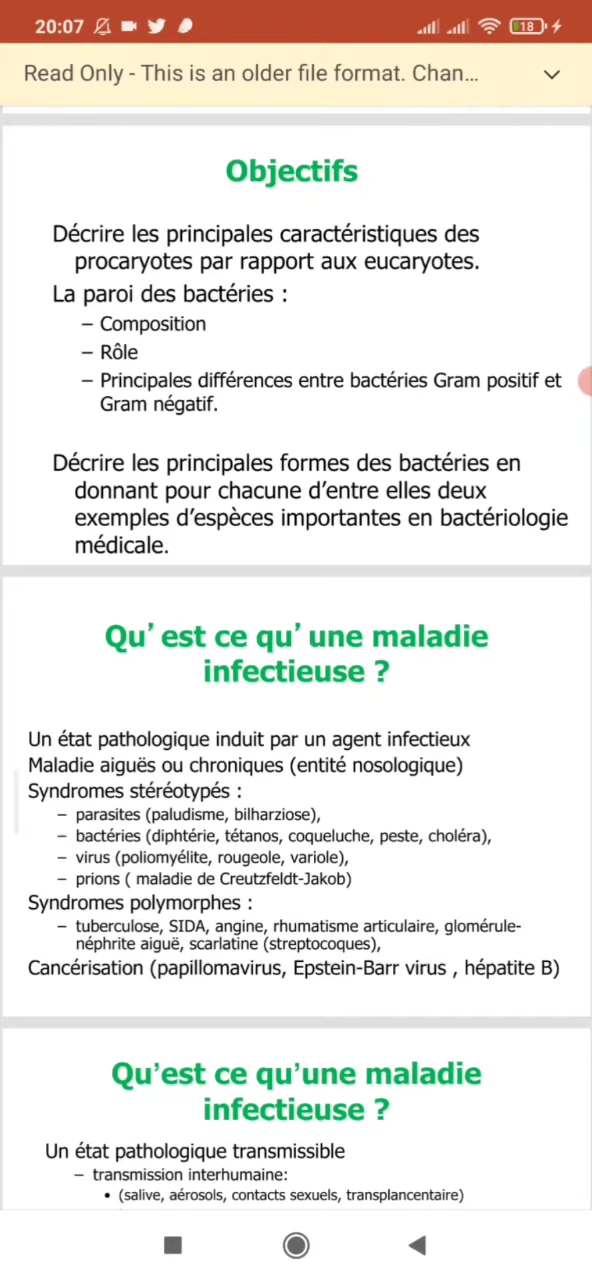 20:07
18
Read Only - This is an older file format. Chan...
Objectifs
Décrire les principales caractéristiques des
procaryotes par rapport aux eucaryotes.
La paroi des bactéries :
– Composition
– Rôle
– Principales différences entre bactéries Gram positif et
Gram négatif.
Décrire les principales formes des bactéries en
donnant pour chacune d’entre elles deux
exemples d’espèces importantes en bactériologie
médicale.
Qu’ est ce qu’ une maladie
infectieuse ?
Un état pathologique induit par un agent infectieux
Maladie aiguës ou chroniques (entité nosologique)
Syndromes stéréotypés :
– parasites (paludisme, bilharziose),
– bactéries (diphtérie, tétanos, coqueluche, peste, choléra),
– virus (poliomyélite, rougeole, variole),
– prions ( maladie de Creutzfeldt-Jakob)
Syndromes polymorphes :
– tuberculose, SIDA, angine, rhumatisme articulaire, glomérule-
néphrite aiguë, scarlatine (streptocoques),
Cancérisation (papillomavirus, Epstein-Barr virus , hépatite B)
Qu’est ce qu’une maladie
infectieuse ?
Un état pathologique transmissible
– transmission interhumaine:
• (salive, aérosols, contacts sexuels, transplancentaire)